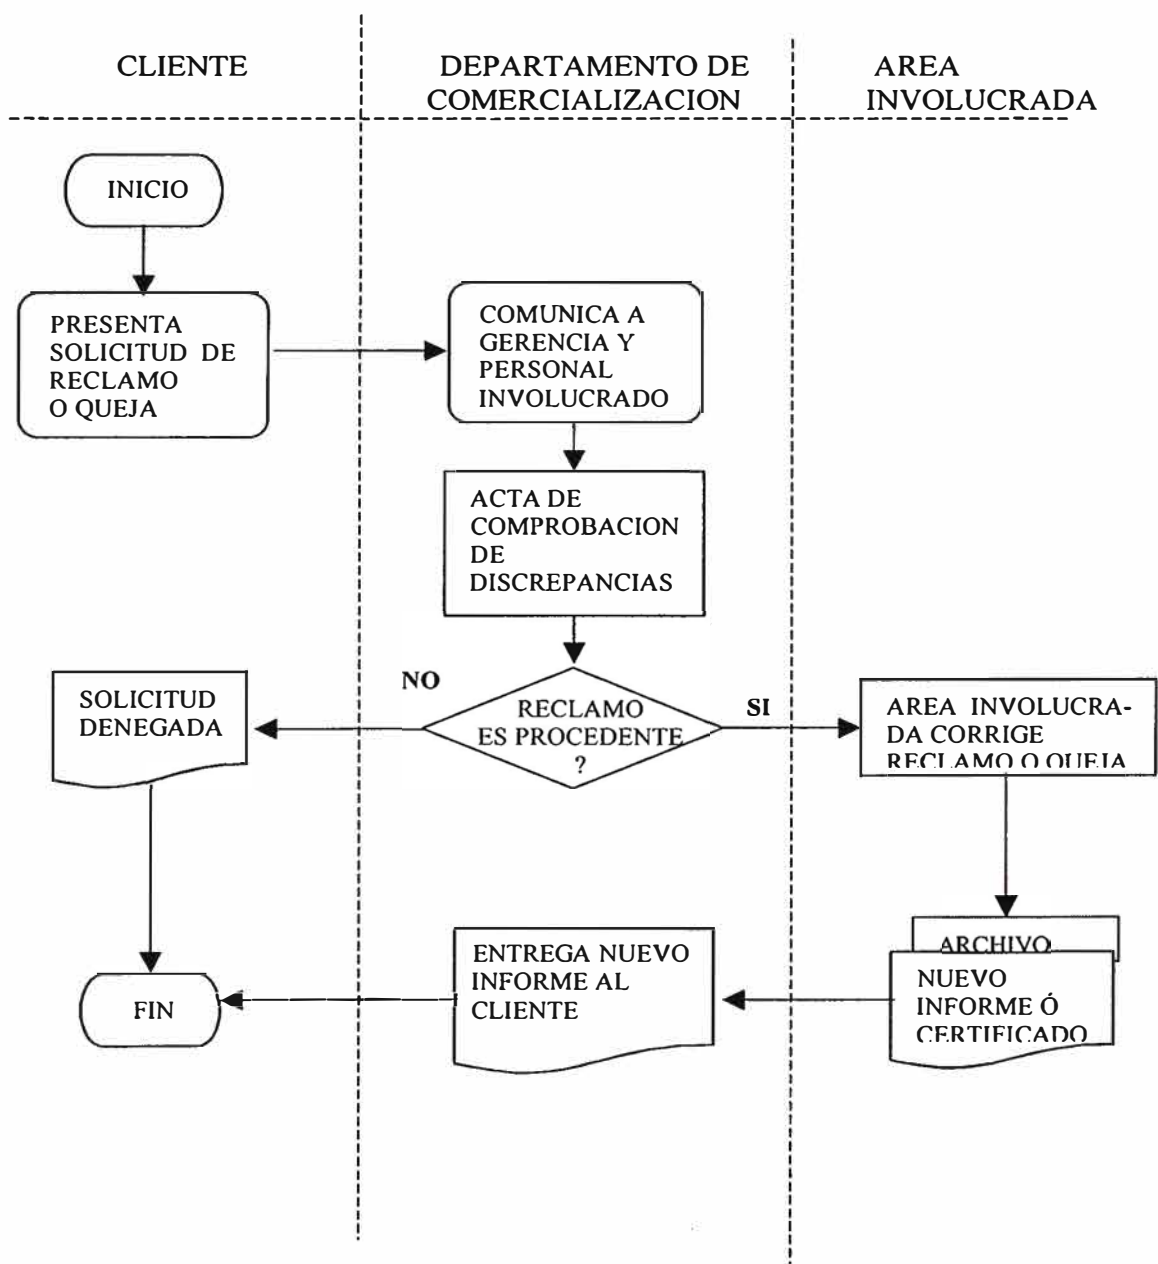 CLIENTE
DEPARTAMENTO DE
COMERCIALIZACION
AREA
INVOLUCRADA
INICIO
PRESENTA
SOLICITUD DE
RECLAMO
O QUEJA
COMUNICA A
GERENCIA Y
PERSONAL
INVOLUCRADO
ACTA DE
COMPROBACION
DE
DISCREPANCIAS
NO
RECLAMO
ES PROCEDENTE
?
SI
SOLICITUD
DENEGADA
AREA INVOLUCRA-
DA CORRIGE
RECLAMO O QUEJA
ARCHIVO
NUEVO
INFORME Ó
CERTIFICADO
ENTREGA NUEVO
INFORME AL
CLIENTE
FIN